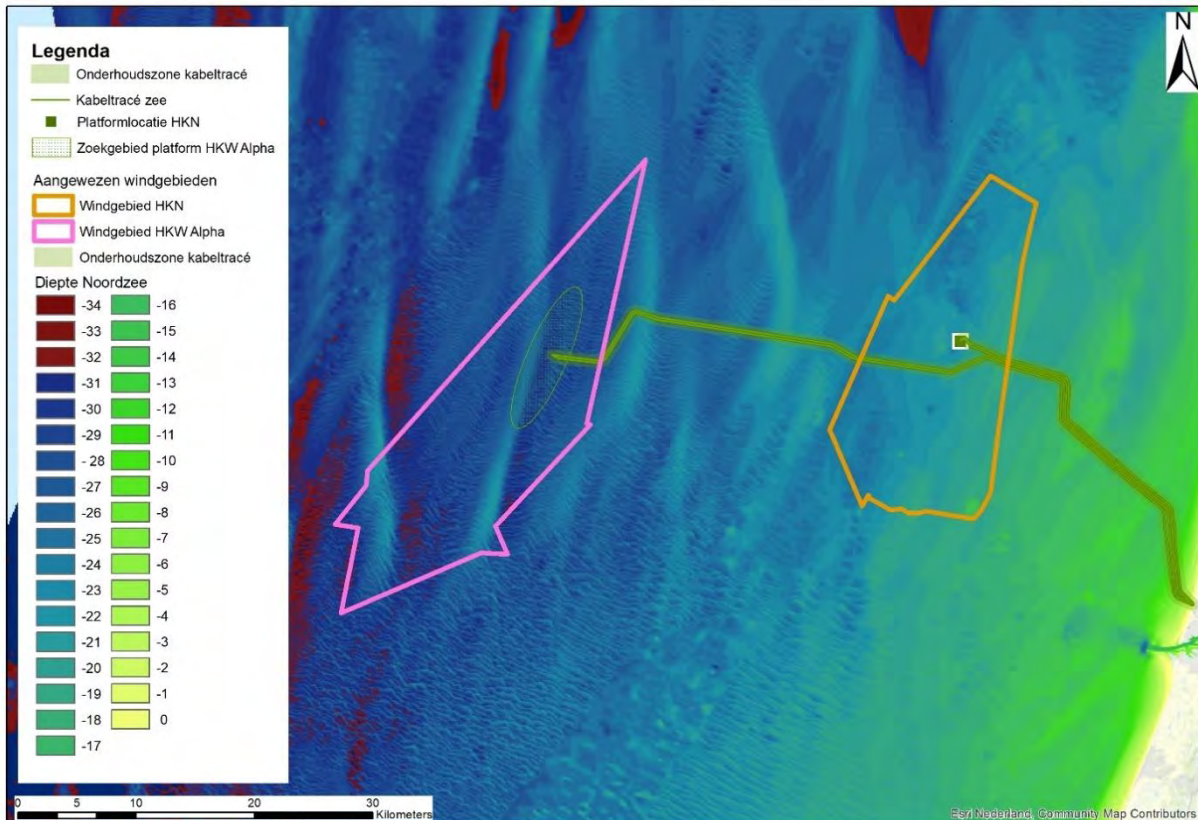 Legenda
Onderhoudszone kabeltracé
Kabeltracé zee
Platformlocatie HKN
Zoekgebied platform HKW Alpha
Aangewezen windgebieden
Windgebied HKN
Windgebied HKW Alpha
Onderhoudszone kabeltracé
Diepte Noordzee
-34 -16
-33 -15
-32 -14
-31 -13
-30 -12
-29 -11
-28 -10
-27 -9
-26 -8
-25 -7
-24 -6
-23 -5
-22 -4
-21 -3
-20 -2
-19 -1
-18 0
-17
N
0 5 10 20 30
Kilometers
Esri Nederland, Community Map Contributors